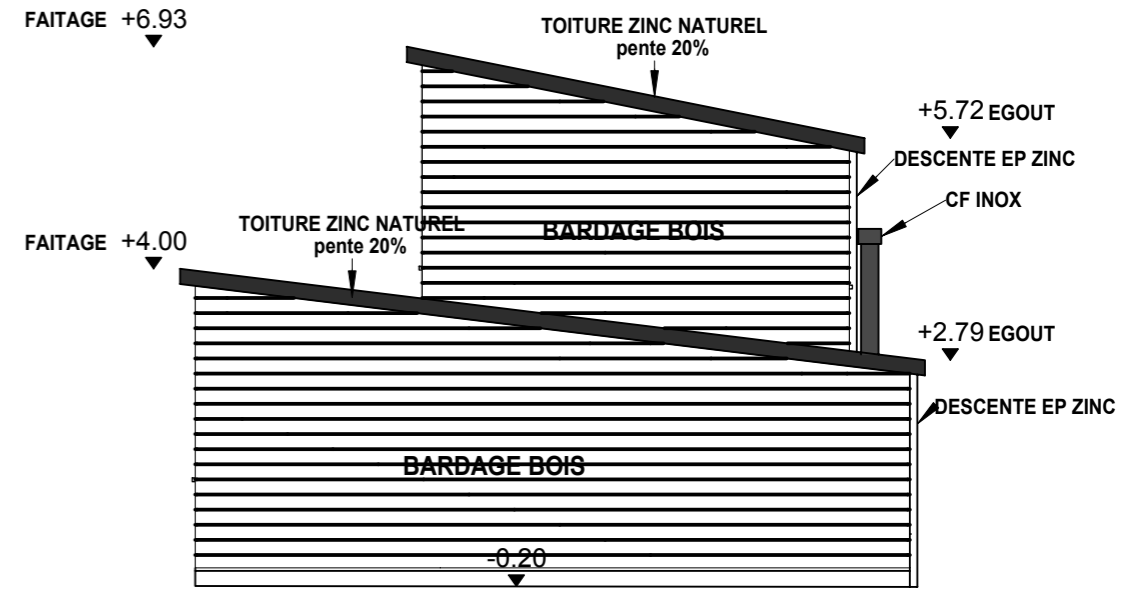 FAITAGE +6.93
TOITURE ZINC NATUREL
pente 20%
+5.72 EGOUT
DESCENTE EP ZINC
CF INOX
BARDAGE BOIS
TOITURE ZINC NATUREL
pente 20%
FAITAGE +4.00
+2.79 EGOUT
DESCENTE EP ZINC
BARDAGE BOIS
-0.20